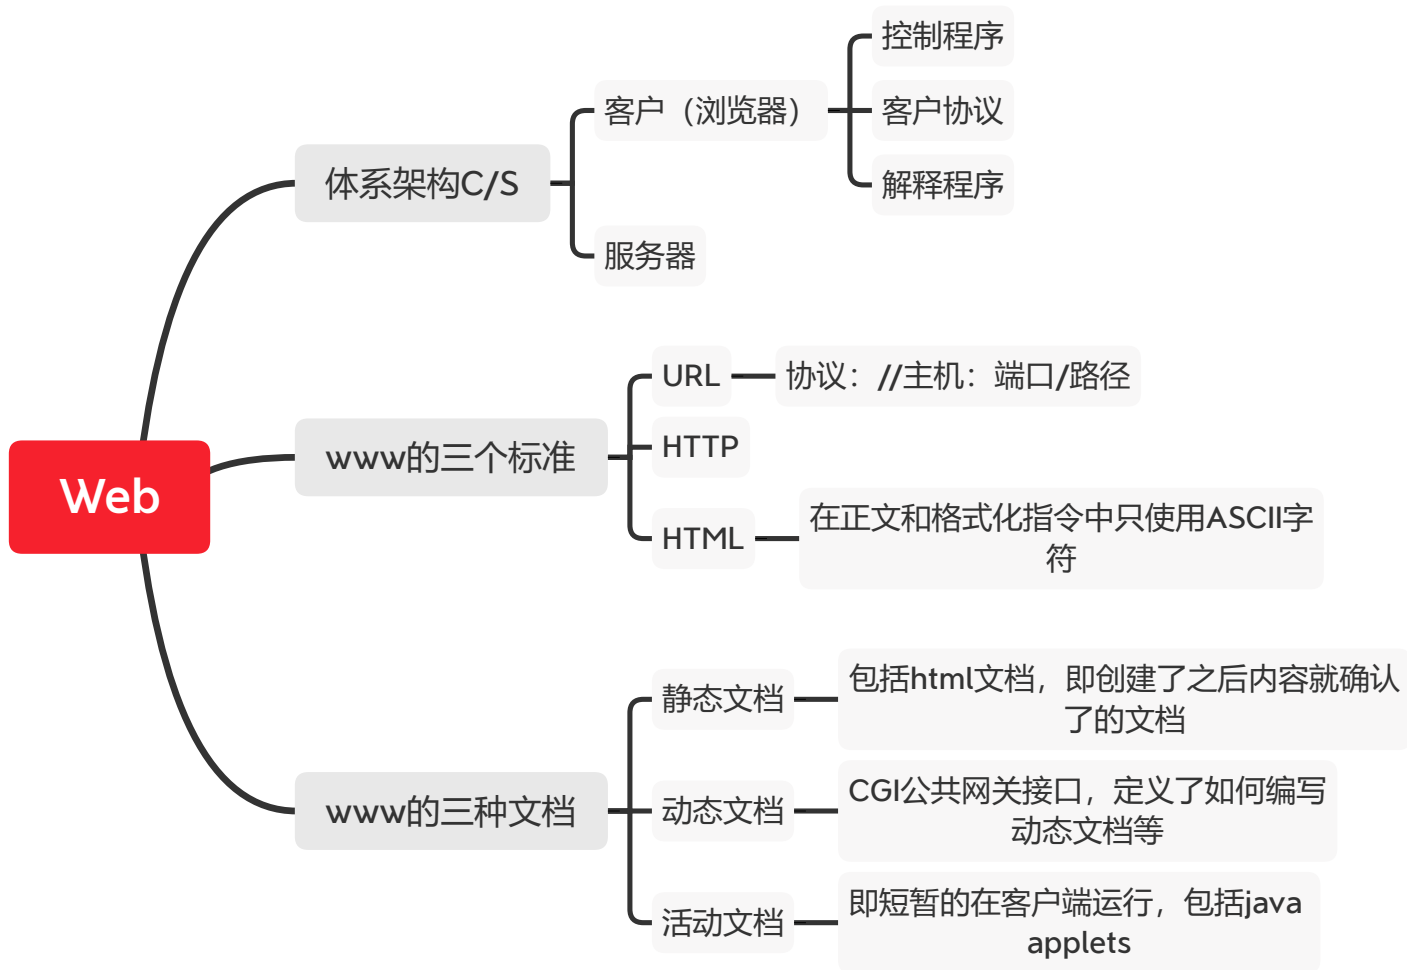 Web
体系架构C/S
客户（浏览器）
控制程序
客户协议
解释程序
服务器
www的三个标准
URL
协议：//主机：端口/路径
HTTP
HTML
在正文和格式化指令中只使用ASCII字
符
www的三种文档
静态文档
包括html文档，即创建了之后内容就确认
了的文档
动态文档
CGI公共网关接口，定义了如何编写
动态文档等
活动文档
即短暂的在客户端运行，包括java
applets